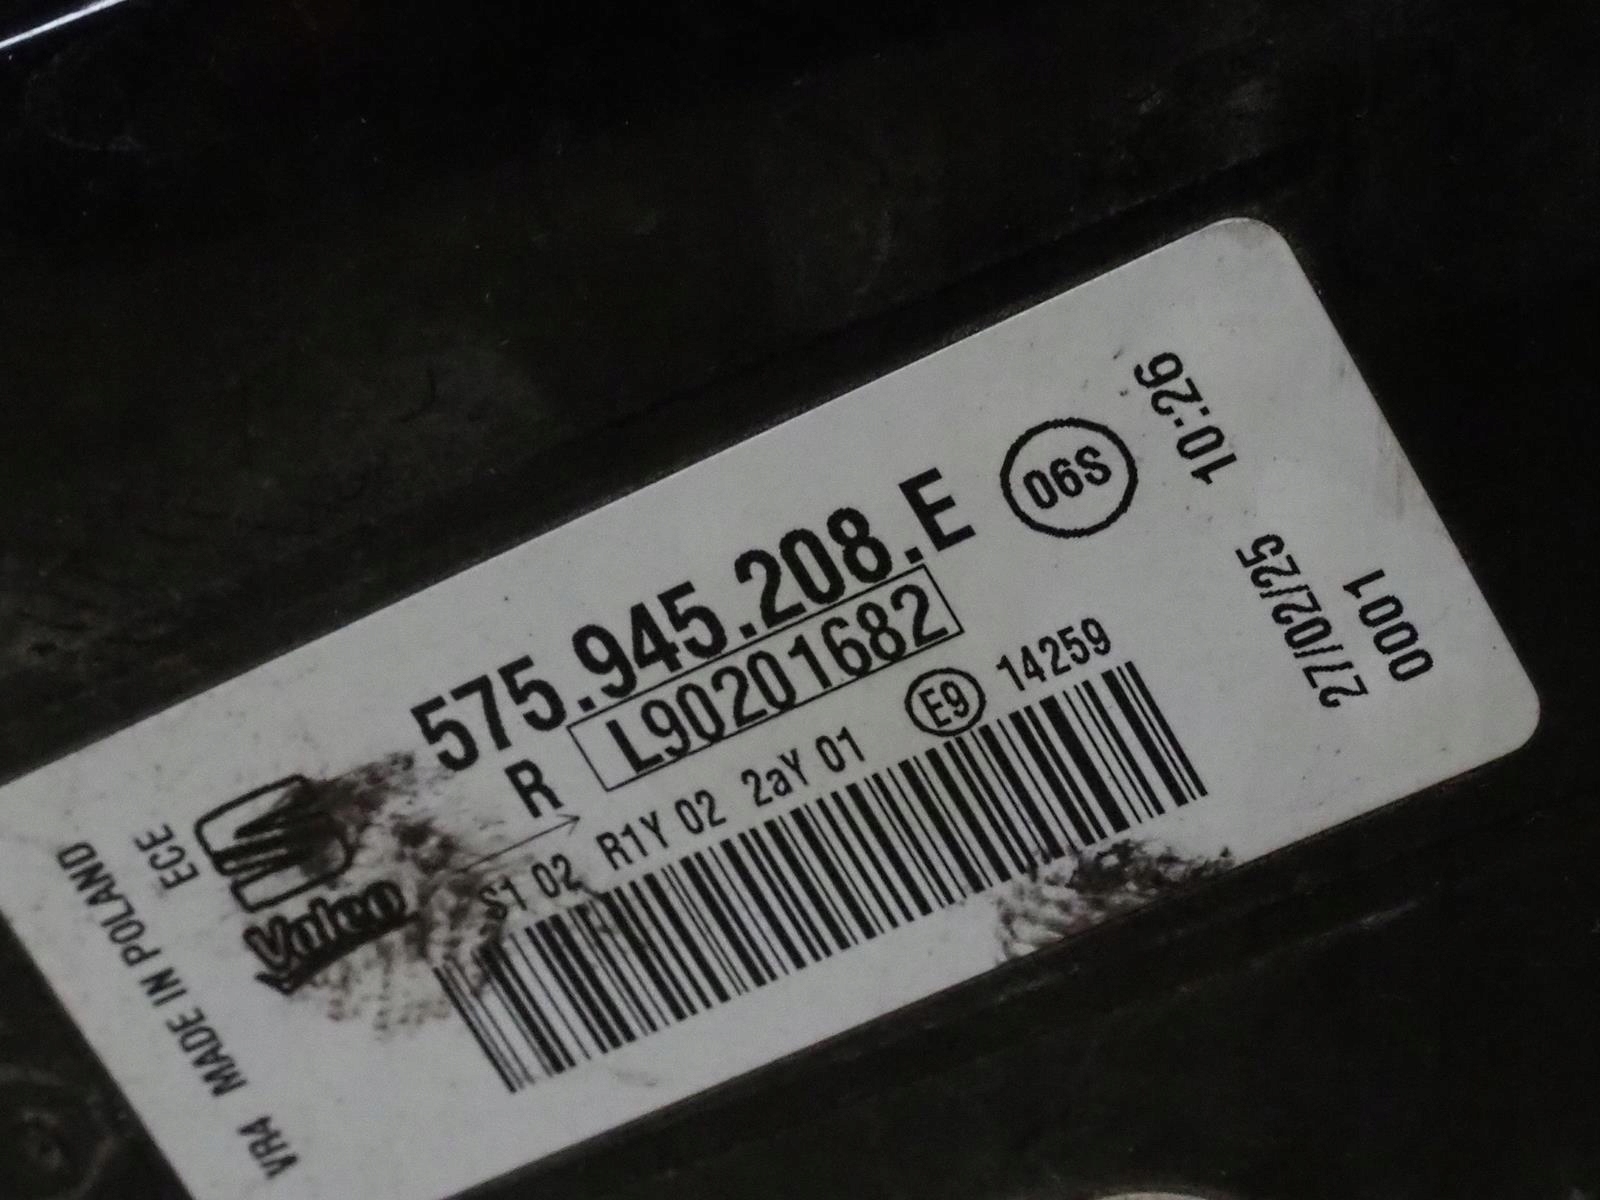 575.945.208.E
06S
R
L90201682
S1 02 R1Y 02 2aY 01
E9
14259
10:26
27/02/25
0001
Valeo
ECE
VR4 MADE IN POLAND